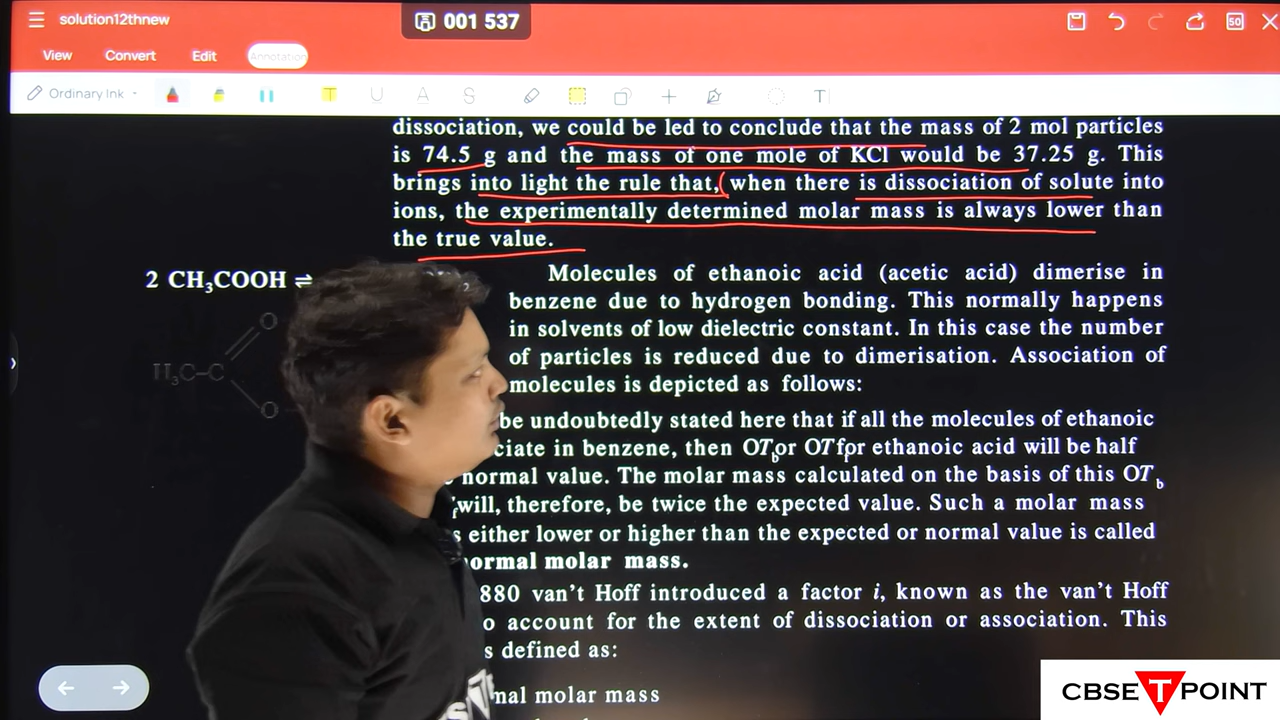 solution12thnew
001 537
50
View Convert Edit Annotation
Ordinary Ink
dissociation, we could be led to conclude that the mass of 2 mol particles
is 74.5 g and the mass of one mole of KCl would be 37.25 g. This
brings into light the rule that, when there is dissociation of solute into
ions, the experimentally determined molar mass is always lower than
the true value.
2 CH₃COOH ⇌
Molecules of ethanoic acid (acetic acid) dimerise in
benzene due to hydrogen bonding. This normally happens
in solvents of low dielectric constant. In this case the number
of particles is reduced due to dimerisation. Association of
molecules is depicted as follows:
O
H₃C–C
O
be undoubtedly stated here that if all the molecules of ethanoic
ciate in benzene, then OTb or OTf for ethanoic acid will be half
normal value. The molar mass calculated on the basis of this OTb
f will, therefore, be twice the expected value. Such a molar mass
s either lower or higher than the expected or normal value is called
ormal molar mass.
880 van't Hoff introduced a factor i, known as the van't Hoff
o account for the extent of dissociation or association. This
s defined as:
mal molar mass
CBSE T POINT